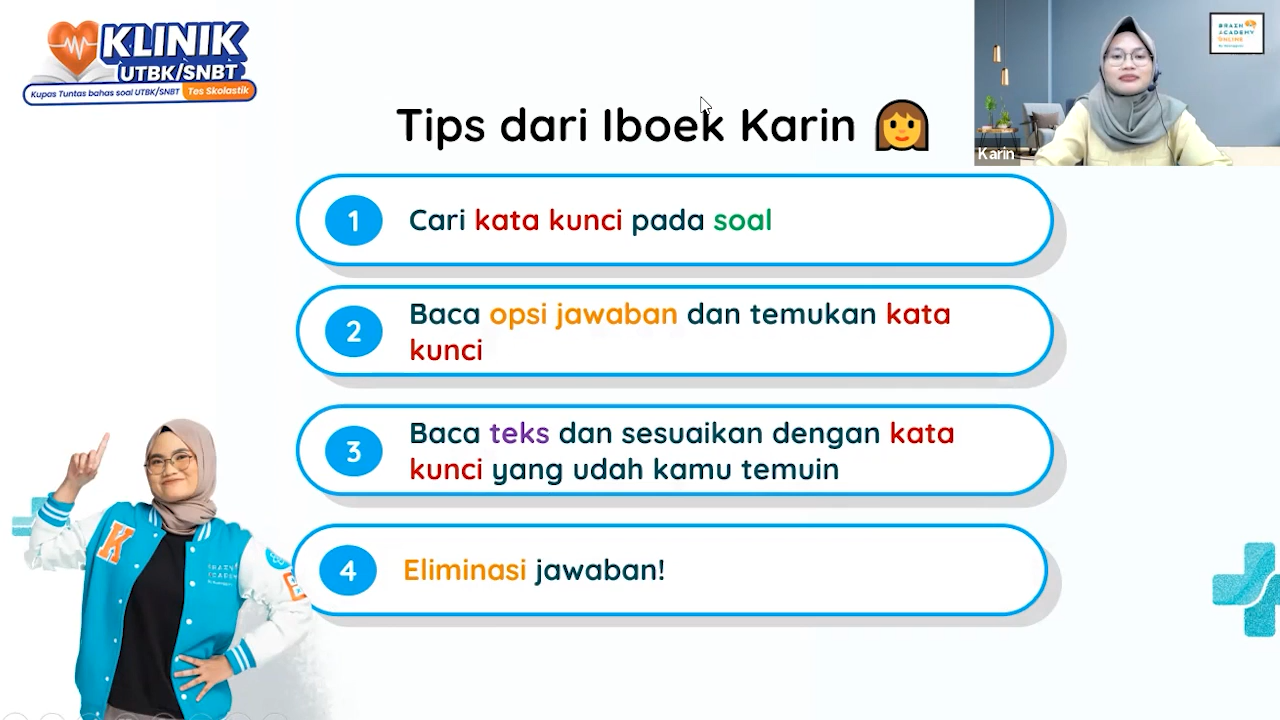 KLINIK
UTBK/SNBT
Kupas Tuntas bahas soal UTBK/SNBT Tes Skolastik
BRAIN
ACADEMY
ONLINE
Karin
Tips dari Iboek Karin
1 Cari kata kunci pada soal
2 Baca opsi jawaban dan temukan kata
kunci
3 Baca teks dan sesuaikan dengan kata
kunci yang udah kamu temuin
4 Eliminasi jawaban!
K
BRAIN
ACADEMY